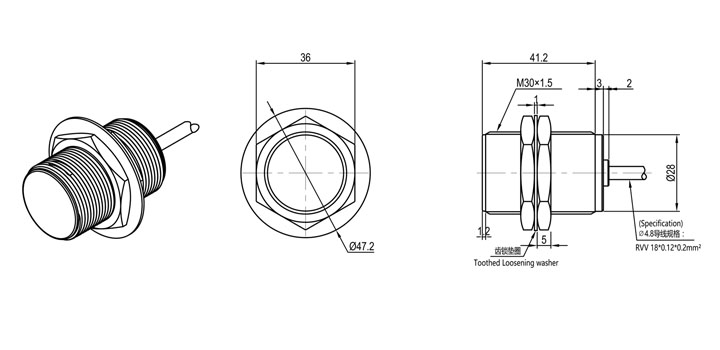 36
Ø47.2
41.2
M30×1.5
3
2
1
Ø28
1.2
5
齿锁垫圈
Toothed Loosening washer
(Specification)
∅4.8导线规格：
RVV 18*0.12*0.2mm²